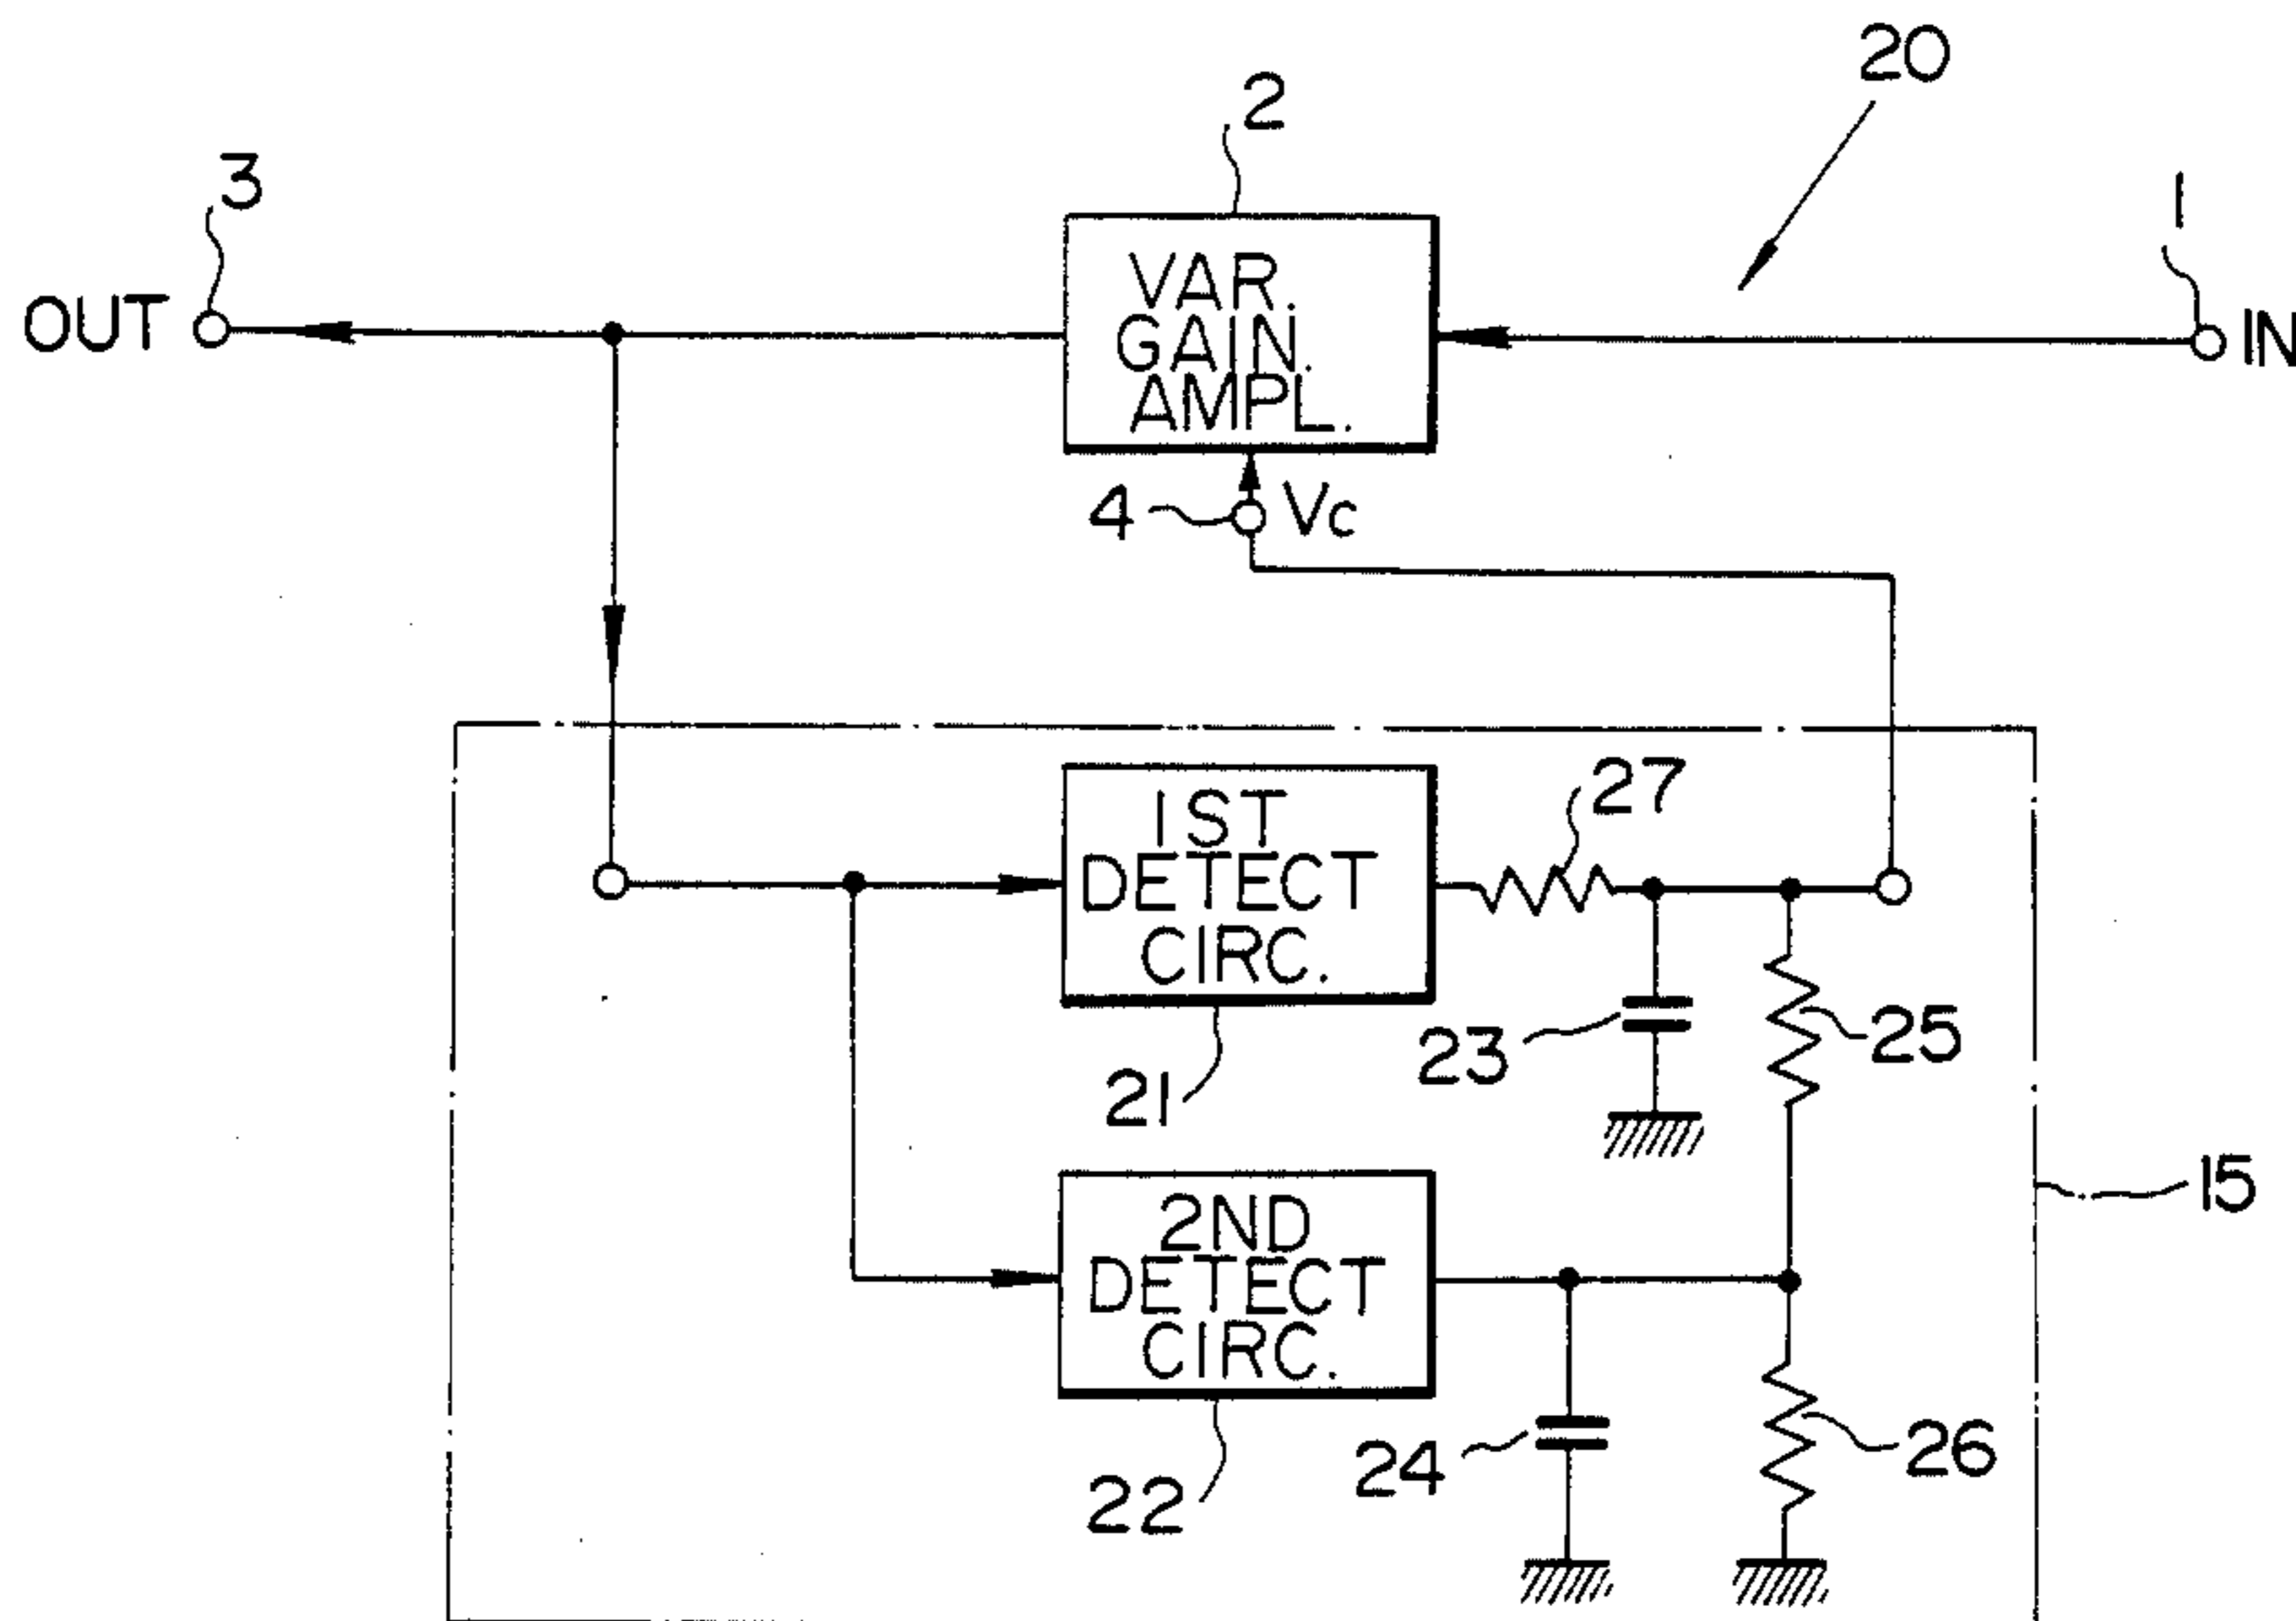 20
2
3
1
VAR.
GAIN.
AMPL.
OUT
IN
4
Vc
1ST
DETECT
CIRC.
27
23
25
21
15
2ND
DETECT
CIRC.
24
26
22